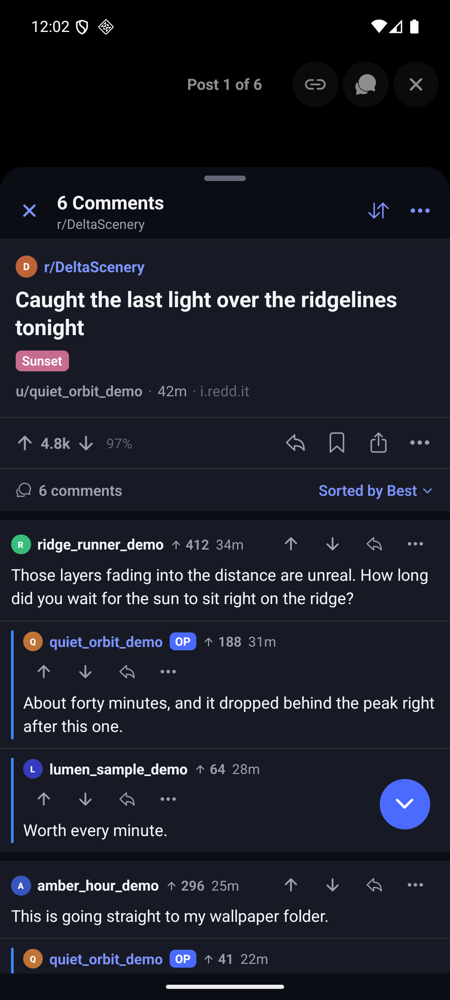 12:02
Post 1 of 6
6 Comments
r/DeltaScenery
D r/DeltaScenery
Caught the last light over the ridgelines
tonight
Sunset
u/quiet_orbit_demo · 42m · i.redd.it
4.8k 97%
6 comments Sorted by Best
R ridge_runner_demo 412 34m
Those layers fading into the distance are unreal. How long
did you wait for the sun to sit right on the ridge?
Q quiet_orbit_demo OP 188 31m
About forty minutes, and it dropped behind the peak right
after this one.
L lumen_sample_demo 64 28m
Worth every minute.
A amber_hour_demo 296 25m
This is going straight to my wallpaper folder.
Q quiet_orbit_demo OP 41 22m